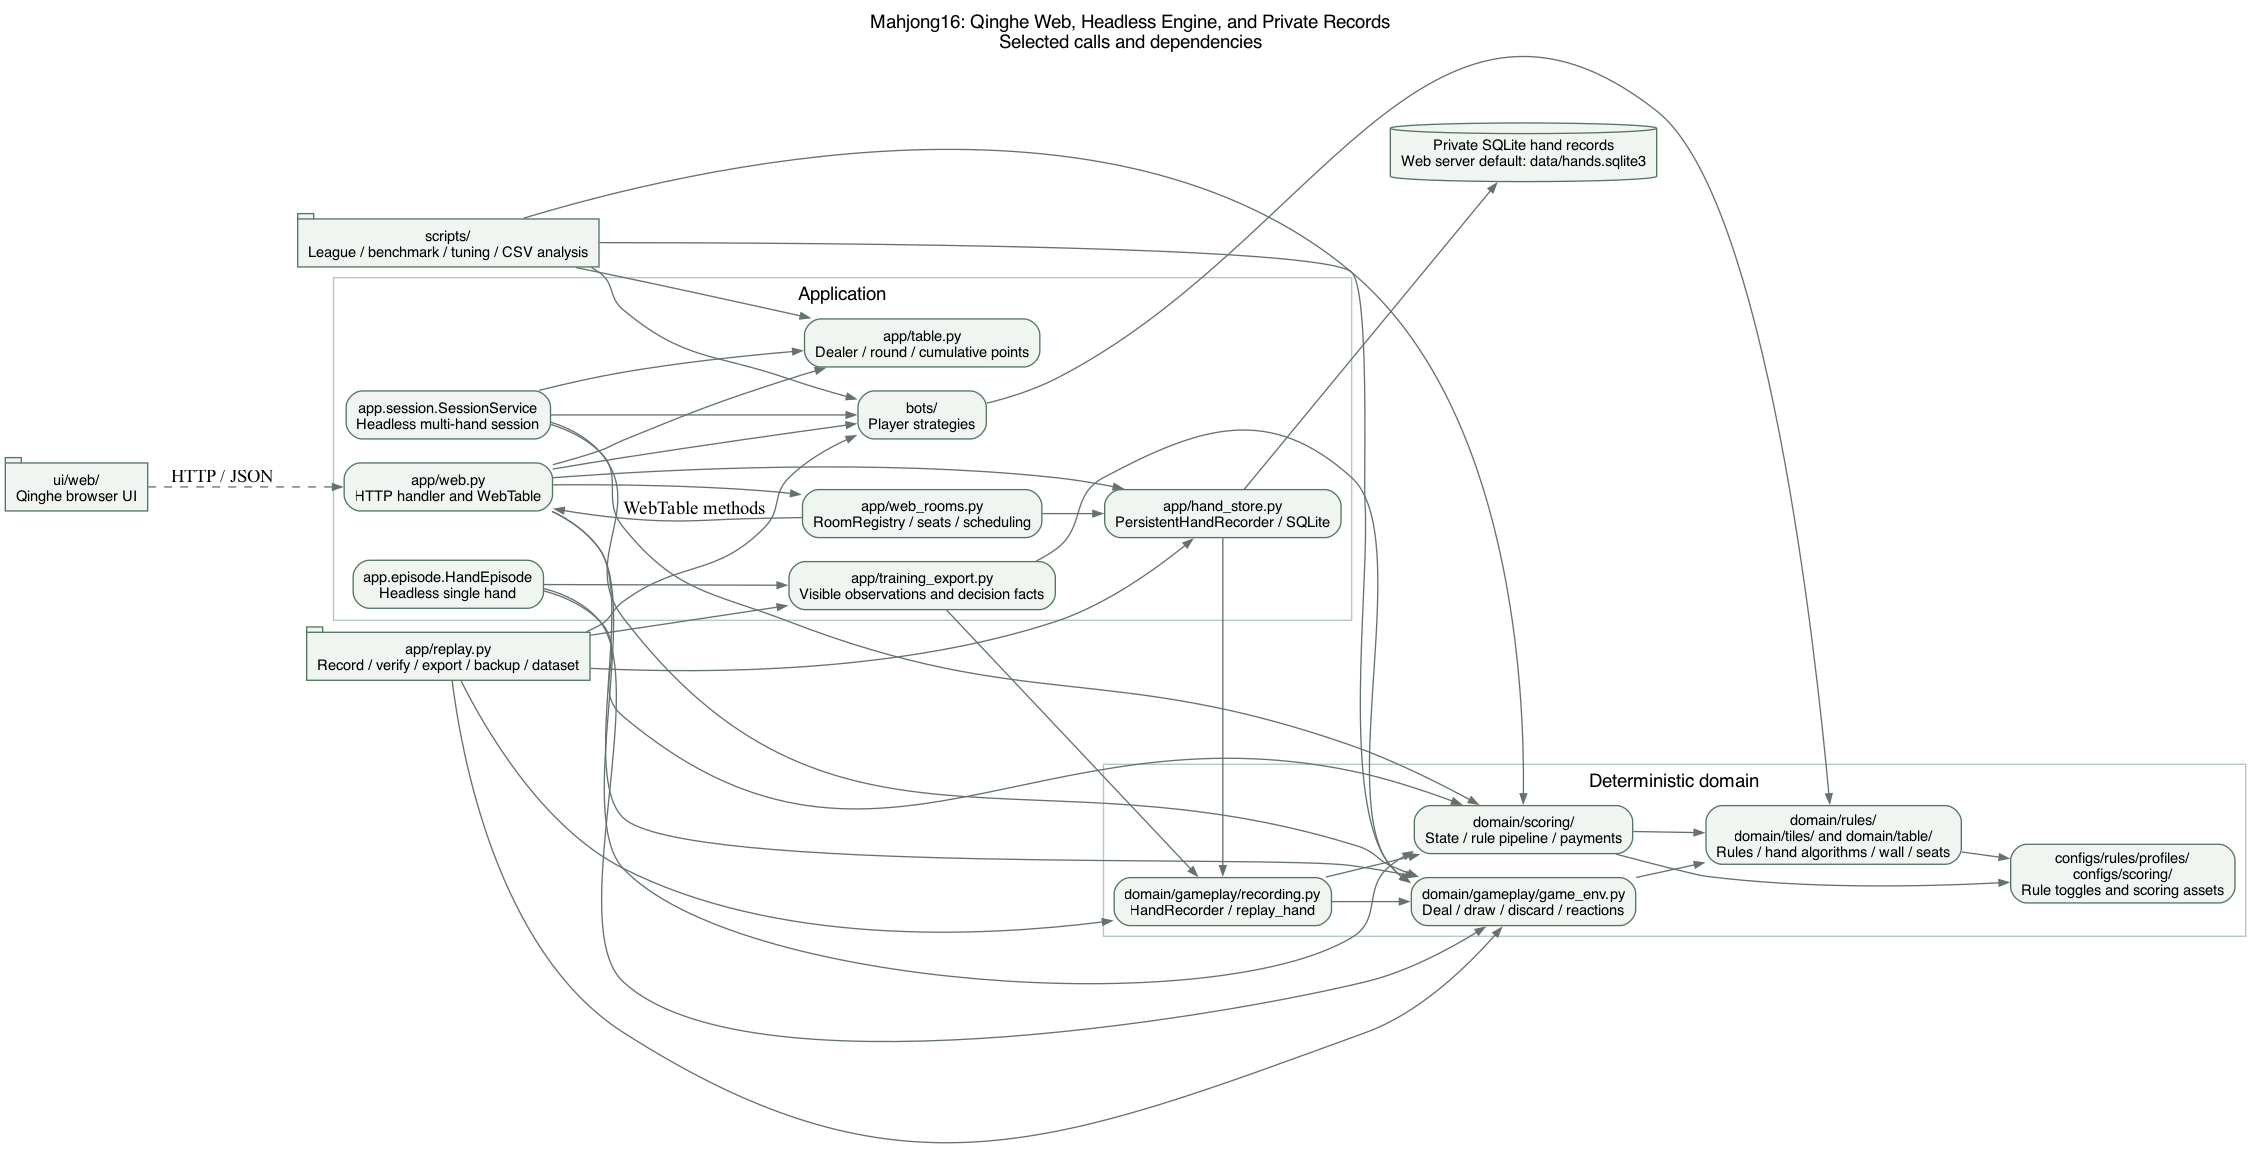 Mahjong16: Qinghe Web, Headless Engine, and Private Records
Selected calls and dependencies
Private SQLite hand records
Web server default: data/hands.sqlite3
scripts/
League / benchmark / tuning / CSV analysis
Application
app/table.py
Dealer / round / cumulative points
app.session.SessionService
Headless multi-hand session
bots/
Player strategies
ui/web/
Qinghe browser UI
HTTP / JSON
app/web.py
HTTP handler and WebTable
WebTable methods
app/web_rooms.py
RoomRegistry / seats / scheduling
app/hand_store.py
PersistentHandRecorder / SQLite
app.episode.HandEpisode
Headless single hand
app/training_export.py
Visible observations and decision facts
app/replay.py
Record / verify / export / backup / dataset
Deterministic domain
domain/scoring/
State / rule pipeline / payments
domain/rules/
domain/tiles/ and domain/table/
Rules / hand algorithms / wall / seats
configs/rules/profiles/
configs/scoring/
Rule toggles and scoring assets
domain/gameplay/recording.py
HandRecorder / replay_hand
domain/gameplay/game_env.py
Deal / draw / discard / reactions